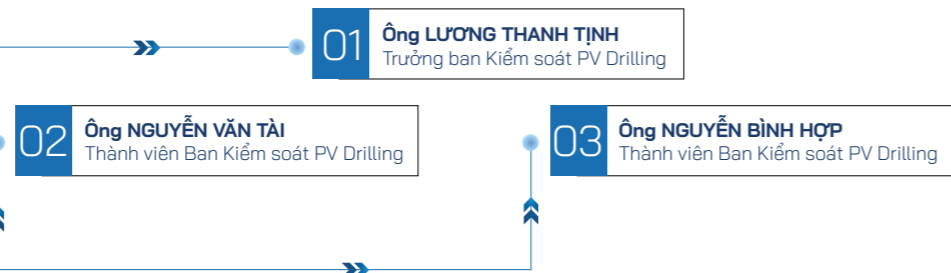 01
Ông LƯƠNG THANH TỊNH
Trưởng ban Kiểm soát PV Drilling
02
Ông NGUYỄN VĂN TÀI
Thành viên Ban Kiểm soát PV Drilling
03
Ông NGUYỄN BÌNH HỢP
Thành viên Ban Kiểm soát PV Drilling